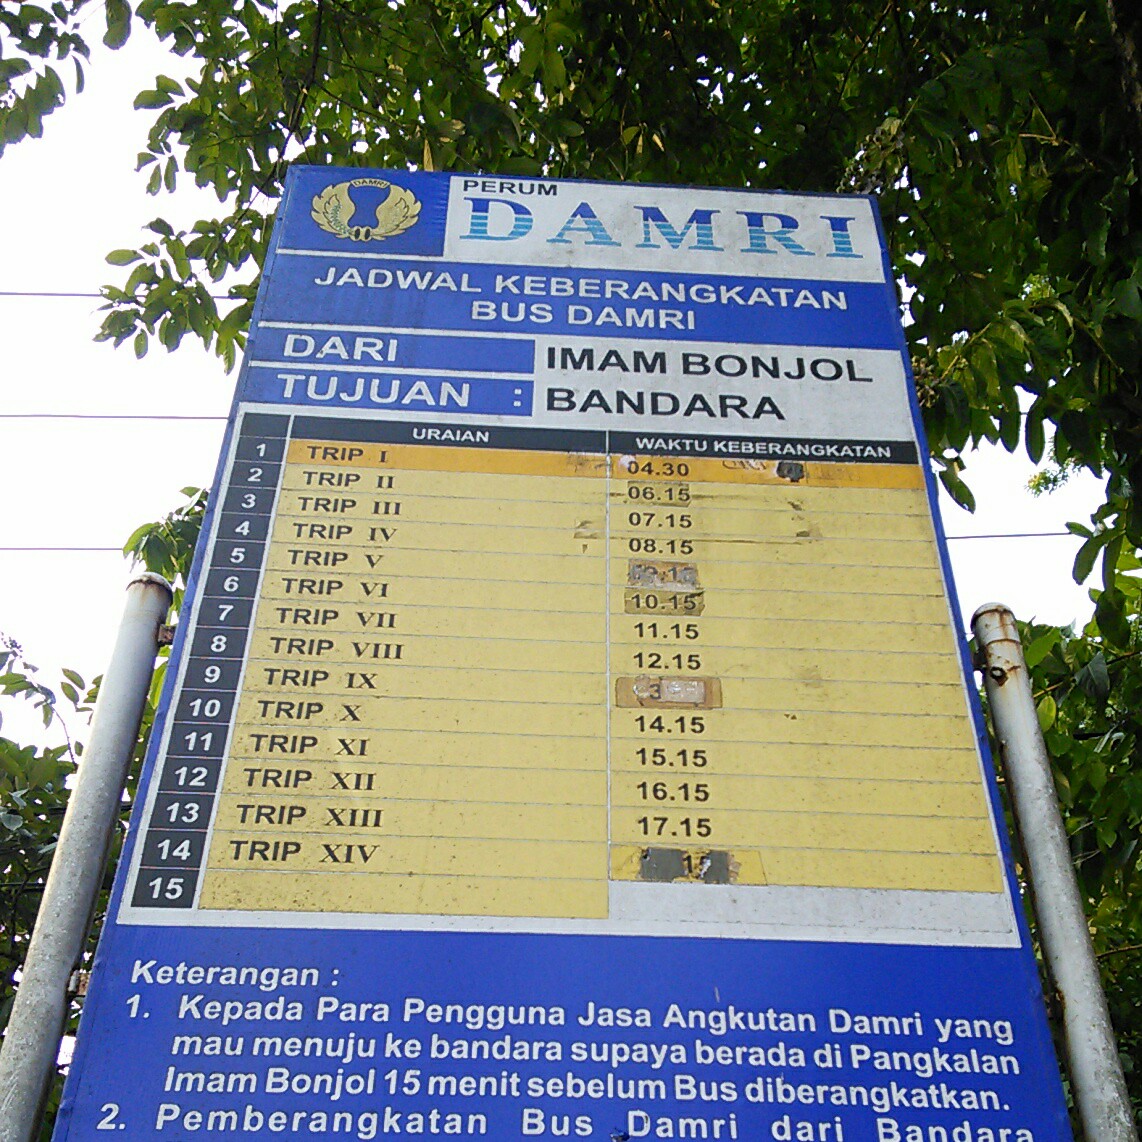 DAMRI
PERUM
DAMRI
JADWAL KEBERANGKATAN
BUS DAMRI
DARI IMAM BONJOL
TUJUAN : BANDARA
URAIAN WAKTU KEBERANGKATAN
1 TRIP I 04.30
2 TRIP II 06.15
3 TRIP III 07.15
4 TRIP IV 08.15
5 TRIP V
6 TRIP VI 10.15
7 TRIP VII 11.15
8 TRIP VIII 12.15
9 TRIP IX
10 TRIP X 14.15
11 TRIP XI 15.15
12 TRIP XII 16.15
13 TRIP XIII 17.15
14 TRIP XIV
15
Keterangan :
1. Kepada Para Pengguna Jasa Angkutan Damri yang
mau menuju ke bandara supaya berada di Pangkalan
Imam Bonjol 15 menit sebelum Bus diberangkatkan.
2. Pemberangkatan Bus Damri dari Bandara